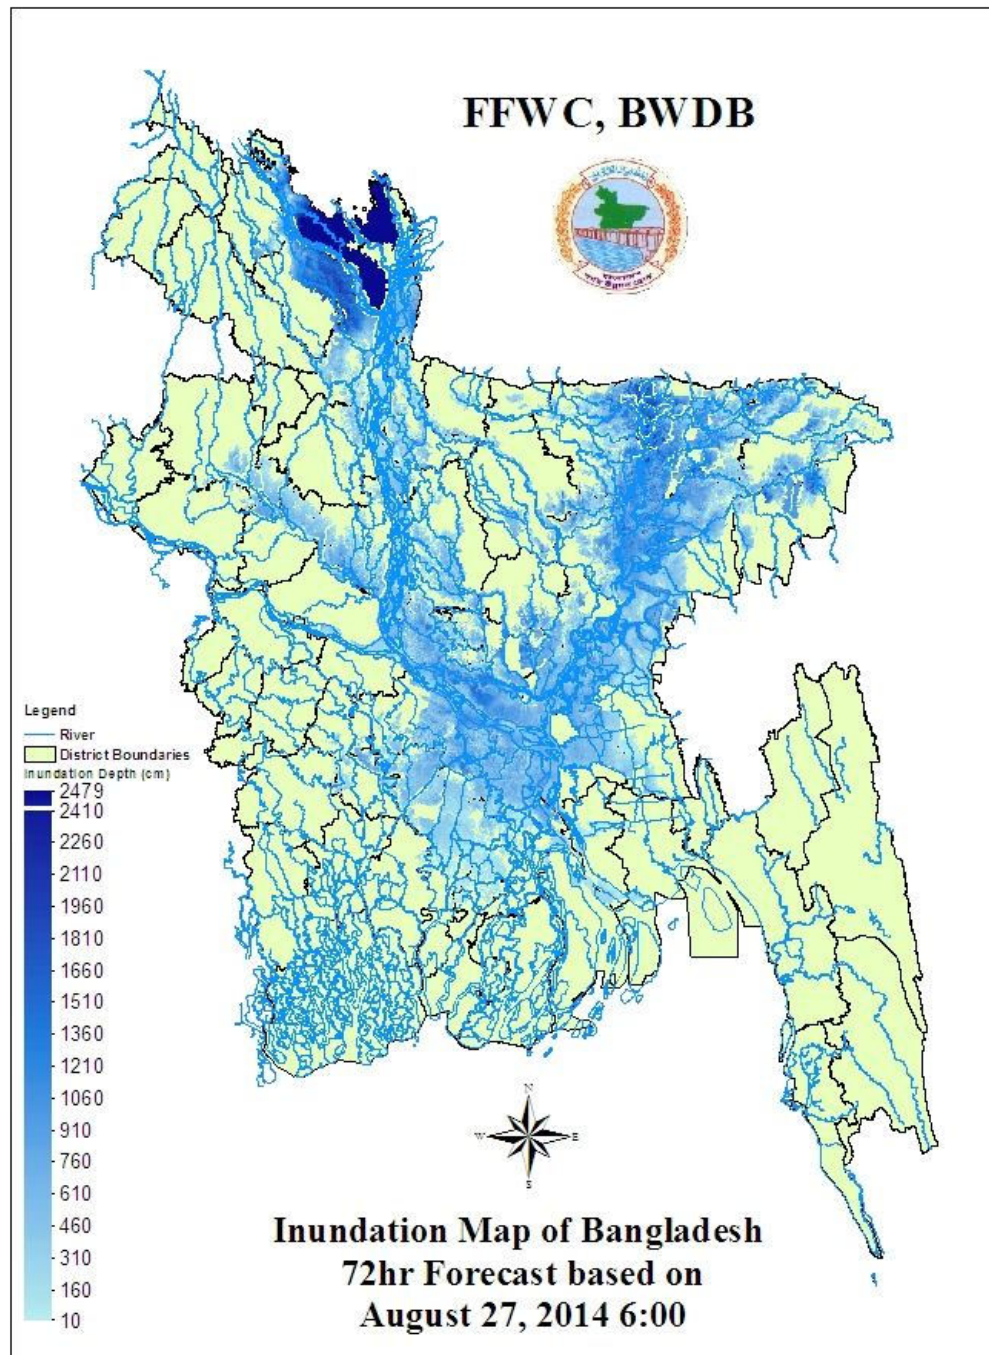 FFWC, BWDB
Legend
River
District Boundaries
Inundation Depth (cm)
2479
2410
2260
2110
1960
1810
1660
1510
1360
1210
1060
910
760
610
460
310
160
10
N
W
E
S
Inundation Map of Bangladesh
72hr Forecast based on
August 27, 2014 6:00